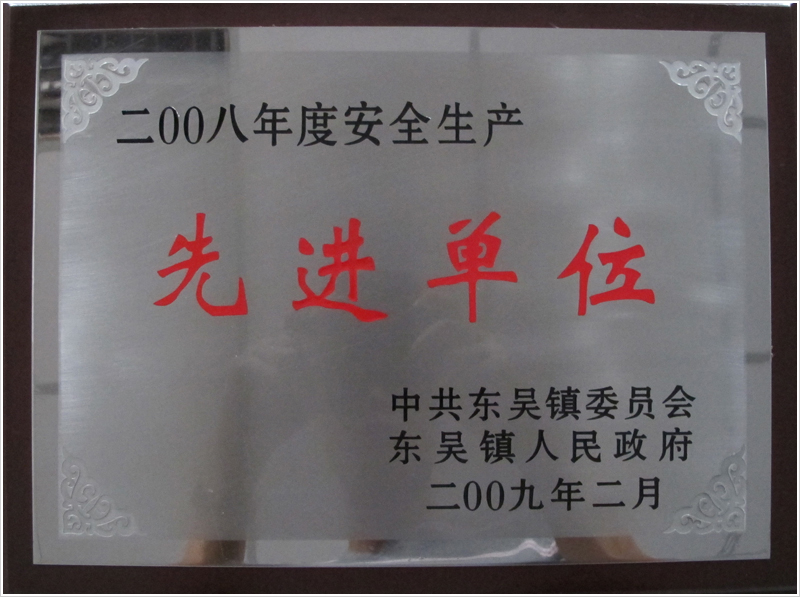 二00八年度安全生产
先进单位
中共东吴镇委员会
东吴镇人民政府
二00九年二月